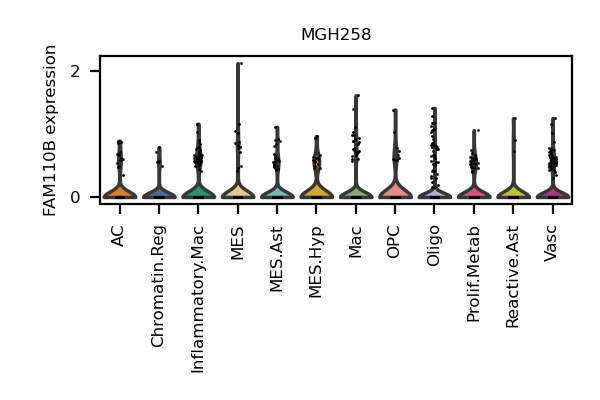 MGH258
FAM110B expression
2
0
AC
Chromatin.Reg
Inflammatory.Mac
MES
MES.Ast
MES.Hyp
Mac
OPC
Oligo
Prolif.Metab
Reactive.Ast
Vasc